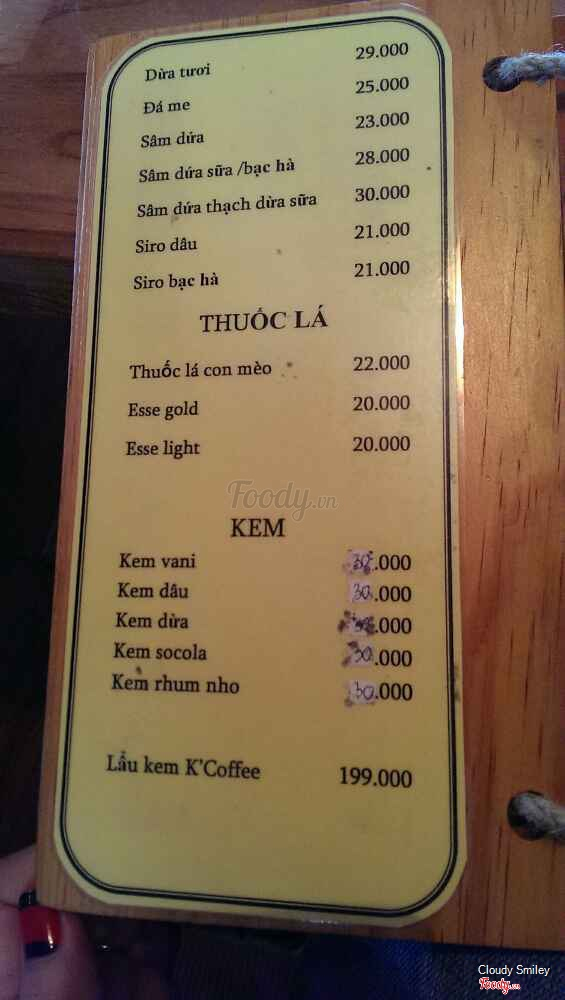 Dừa tươi 29.000
Đá me 25.000
Sâm dứa 23.000
Sâm dứa sữa /bạc hà 28.000
Sâm dứa thạch dừa sữa 30.000
Siro dâu 21.000
Siro bạc hà 21.000
THUỐC LÁ
Thuốc lá con mèo 22.000
Esse gold 20.000
Esse light 20.000
Foody.vn
KEM
Kem vani 30.000
Kem dâu 30.000
Kem dừa .000
Kem socola 30.000
Kem rhum nho 30.000
Lẩu kem K'Coffee 199.000
Cloudy Smiley
Foody.vn